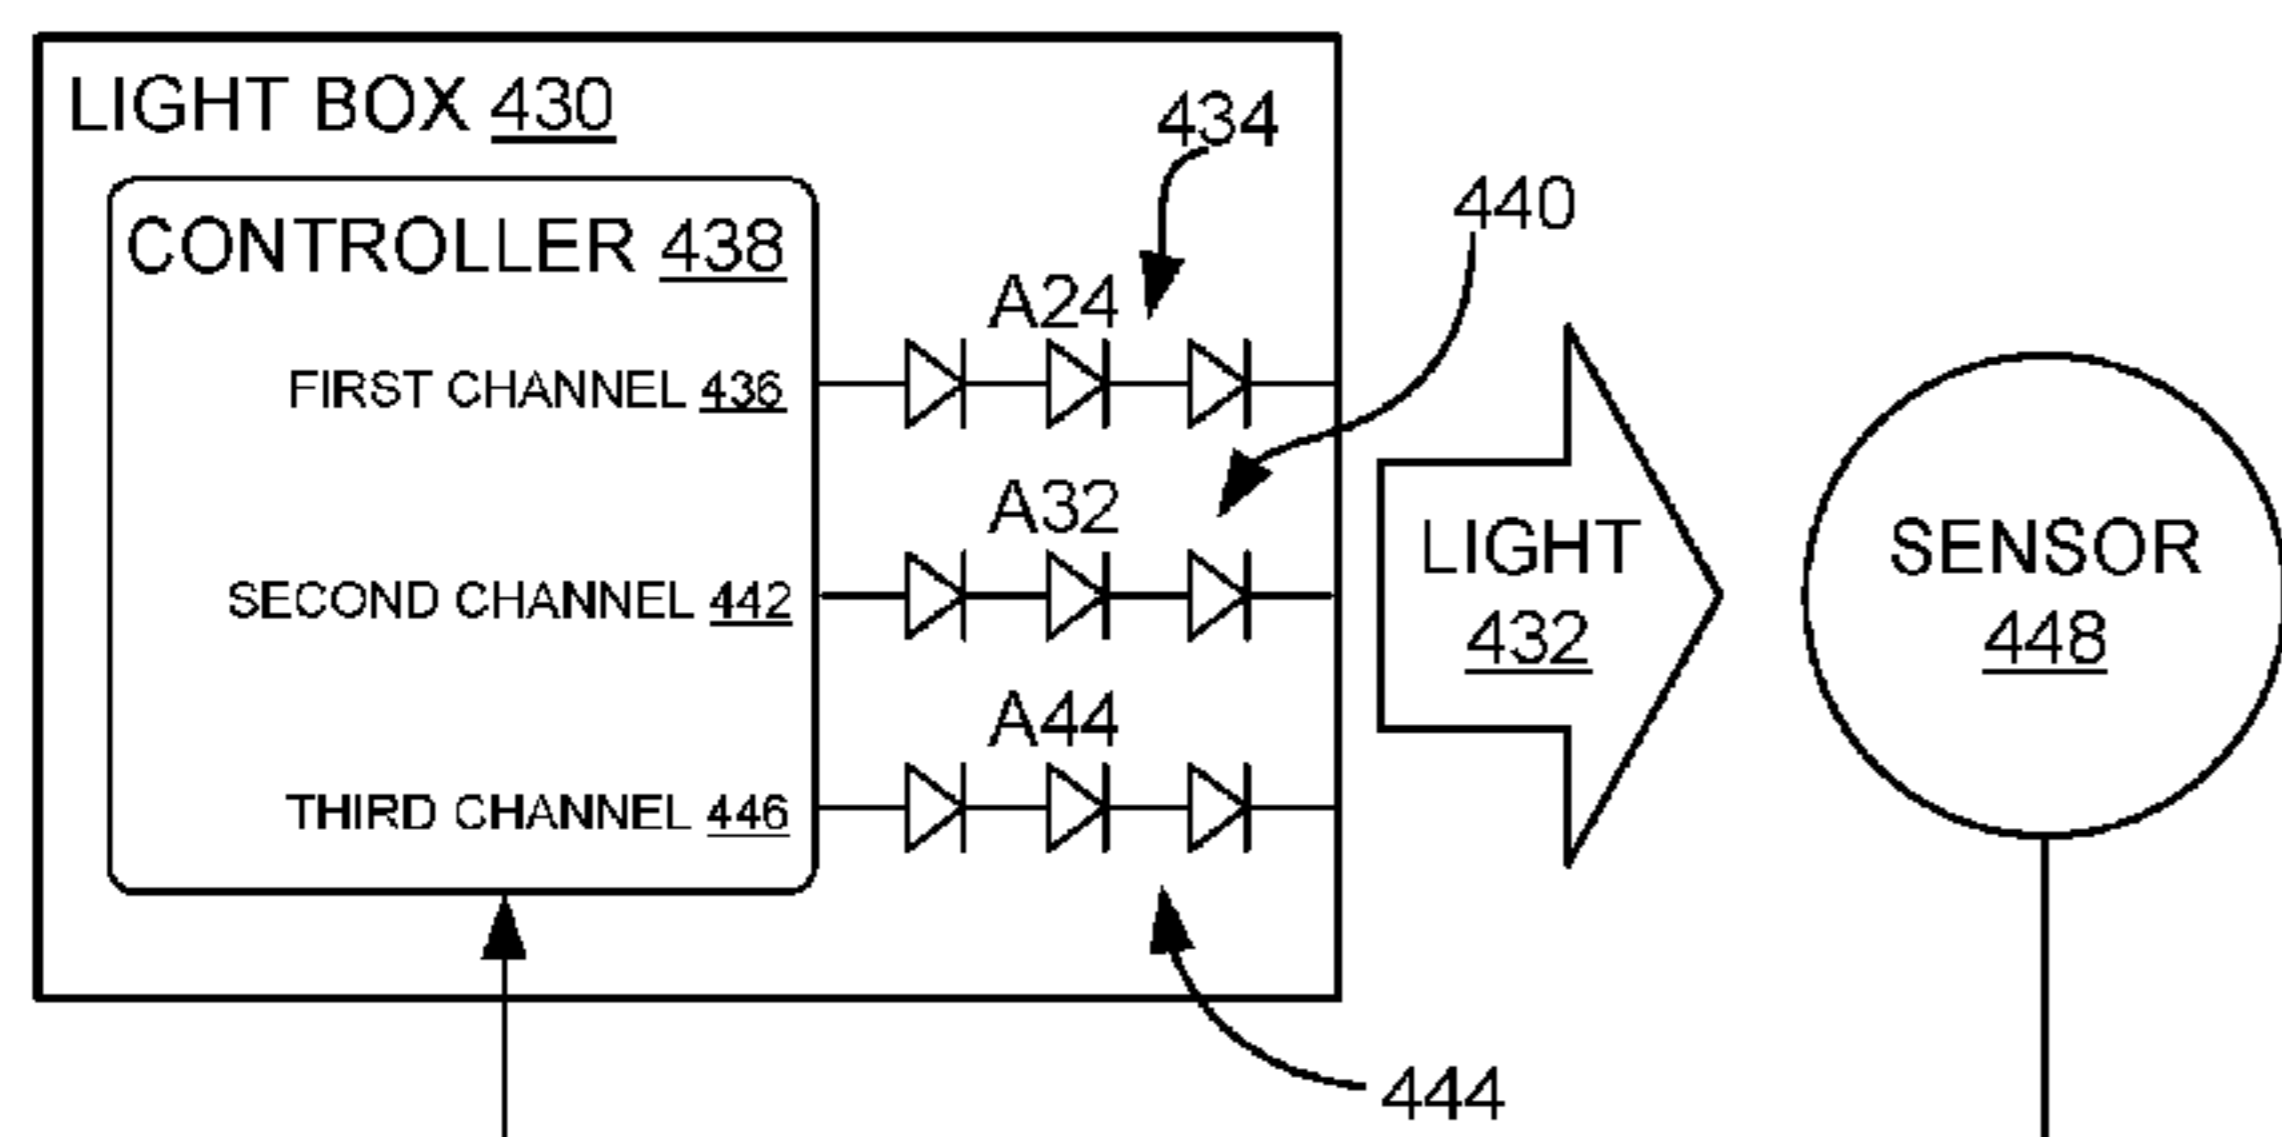 LIGHT BOX 430
434
440
CONTROLLER 438
A24
FIRST CHANNEL 436
A32
SECOND CHANNEL 442
A44
THIRD CHANNEL 446
LIGHT
432
SENSOR
448
444